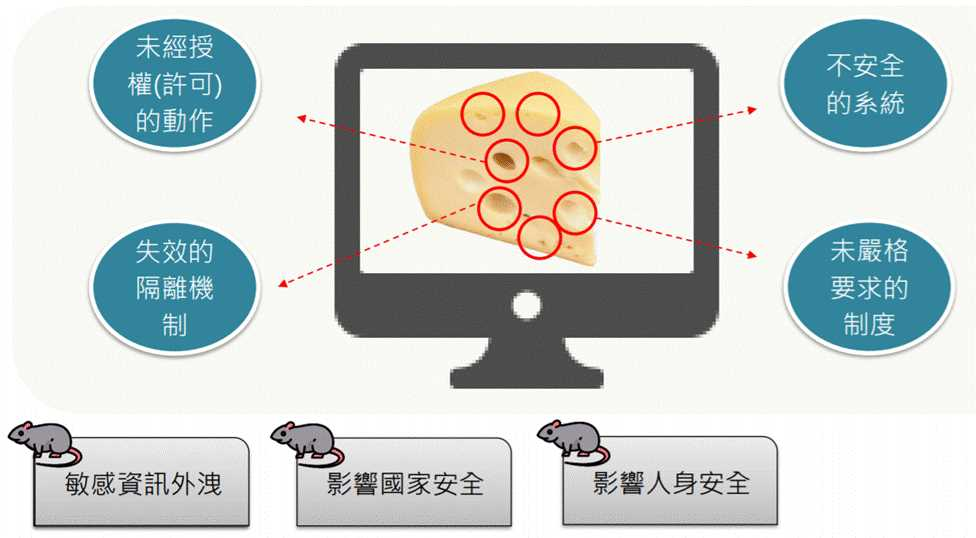 未經授
權(許可)
的動作
不安全
的系統
失效的
隔離機
制
未嚴格
要求的
制度
敏感資訊外洩
影響國家安全
影響人身安全